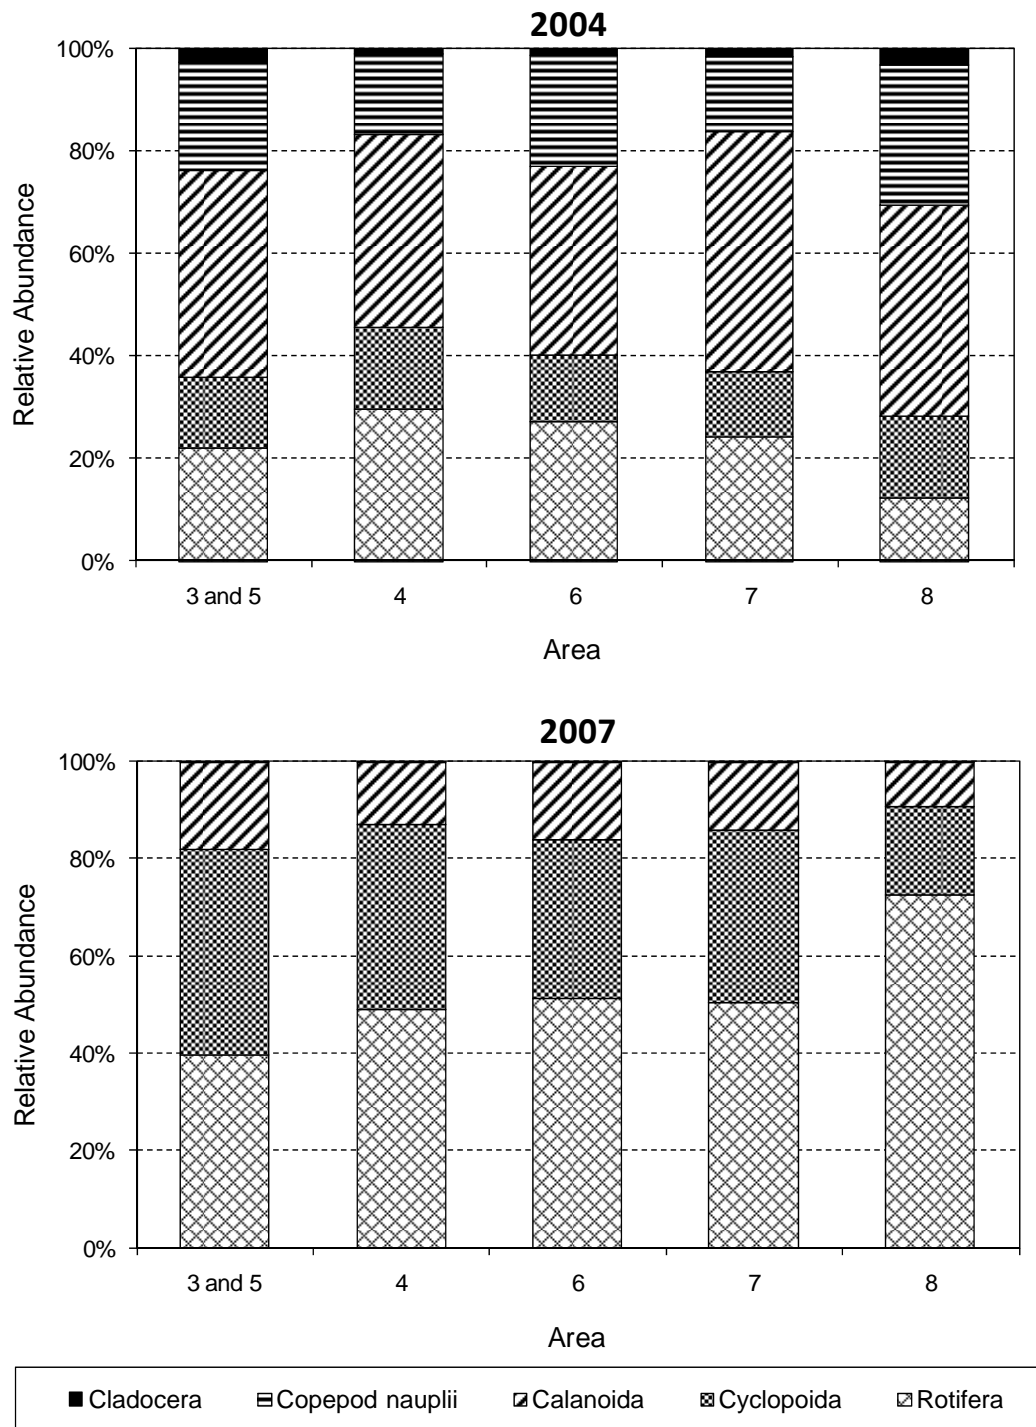 2004
100%
80%
60%
40%
20%
0%
Relative Abundance
3 and 5 4 6 7 8
Area
2007
100%
80%
60%
40%
20%
0%
Relative Abundance
3 and 5 4 6 7 8
Area
Cladocera Copepod nauplii Calanoida Cyclopoida Rotifera